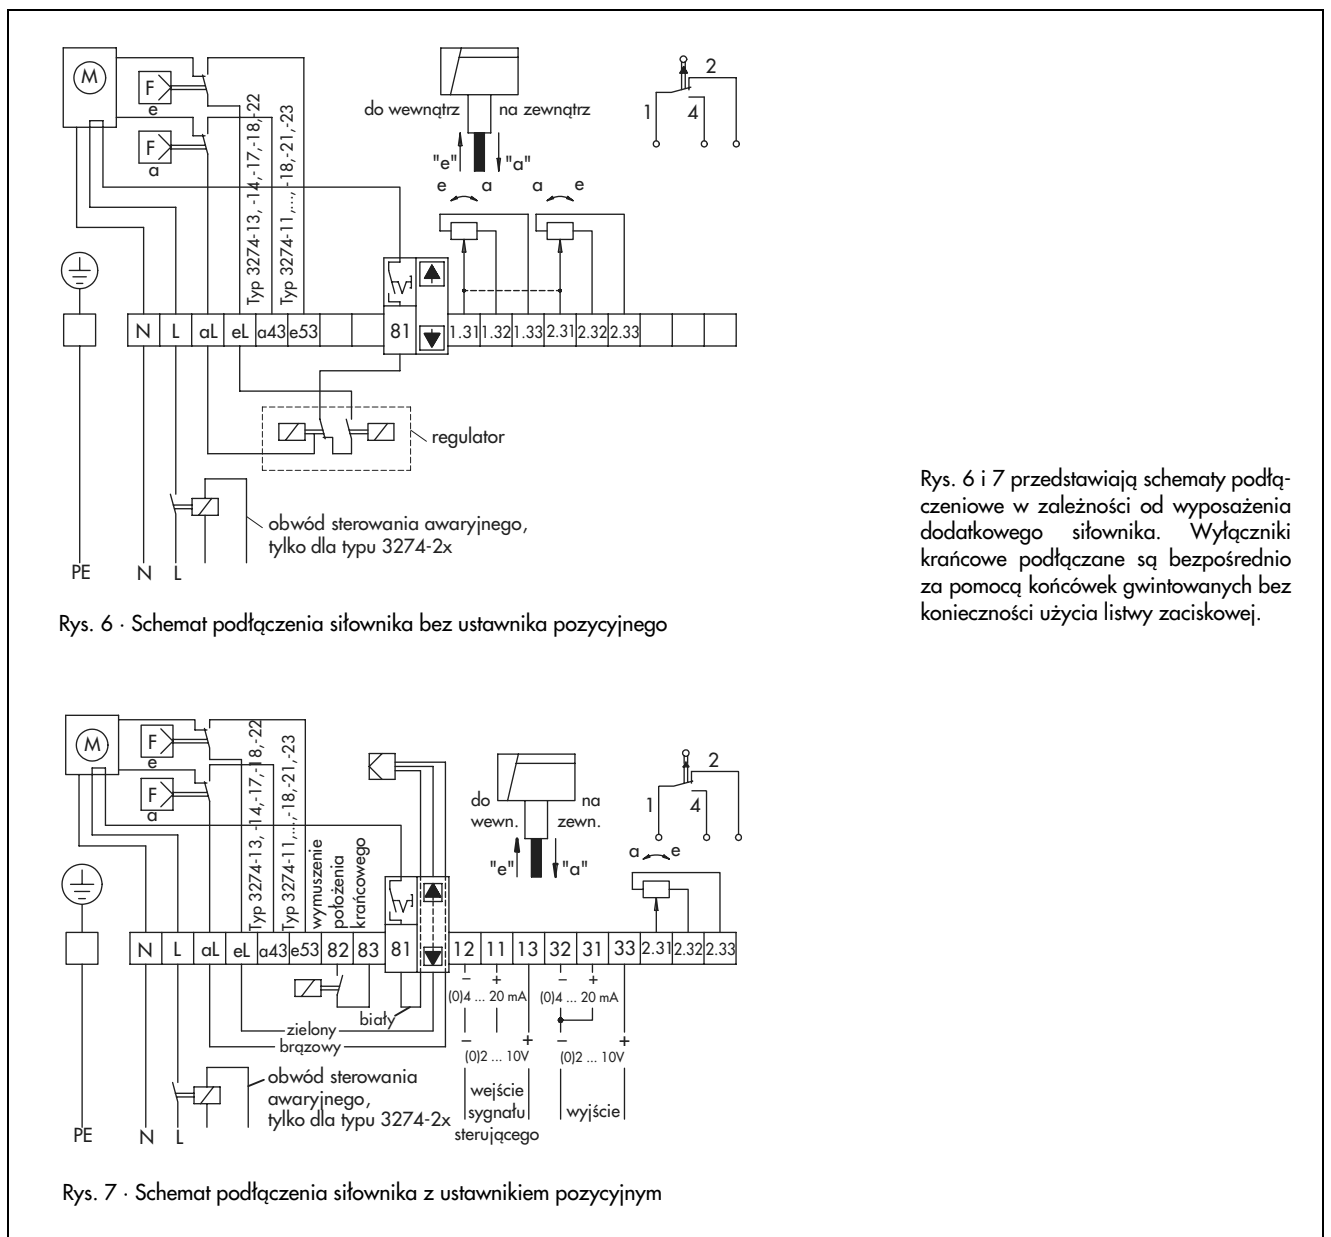 M
F
e
F
a
Typ 3274-13, -14,-17,-18,-22
Typ 3274-11,..., -18,-21,-23
do wewnątrz
na zewnątrz
"e"
"a"
e a
a e
1 2 4
N L aL eL a43 e53 81 1.31 1.32 1.33 2.31 2.32 2.33
regulator
obwód sterowania awaryjnego,
tylko dla typu 3274-2x
PE N L
Rys. 6 · Schemat podłączenia siłownika bez ustawnika pozycyjnego
Rys. 6 i 7 przedstawiają schematy podłą-
czeniowe w zależności od wyposażenia
dodatkowego siłownika. Wyłączniki
krańcowe podłączane są bezpośrednio
za pomocą końcówek gwintowanych bez
konieczności użycia listwy zaciskowej.
M
F
e
F
a
Typ 3274-13, -14,-17,-18,-22
Typ 3274-11,...,-18,-21,-23
wymuszenie
położenia
krańcowego
do
wewn.
na
zewn.
"e"
"a"
1 2 4
a e
N L aL eL a43 e53 82 83 81 12 11 13 32 31 33 2.31 2.32 2.33
– +
(0)4 ... 20 mA
– +
(0)4 ... 20 mA
biały
zielony
brązowy
– +
(0)2 ... 10V
– +
(0)2 ... 10V
wejście
sygnału
sterującego
wyjście
obwód sterowania
awaryjnego,
tylko dla typu 3274-2x
PE N L
Rys. 7 · Schemat podłączenia siłownika z ustawnikiem pozycyjnym